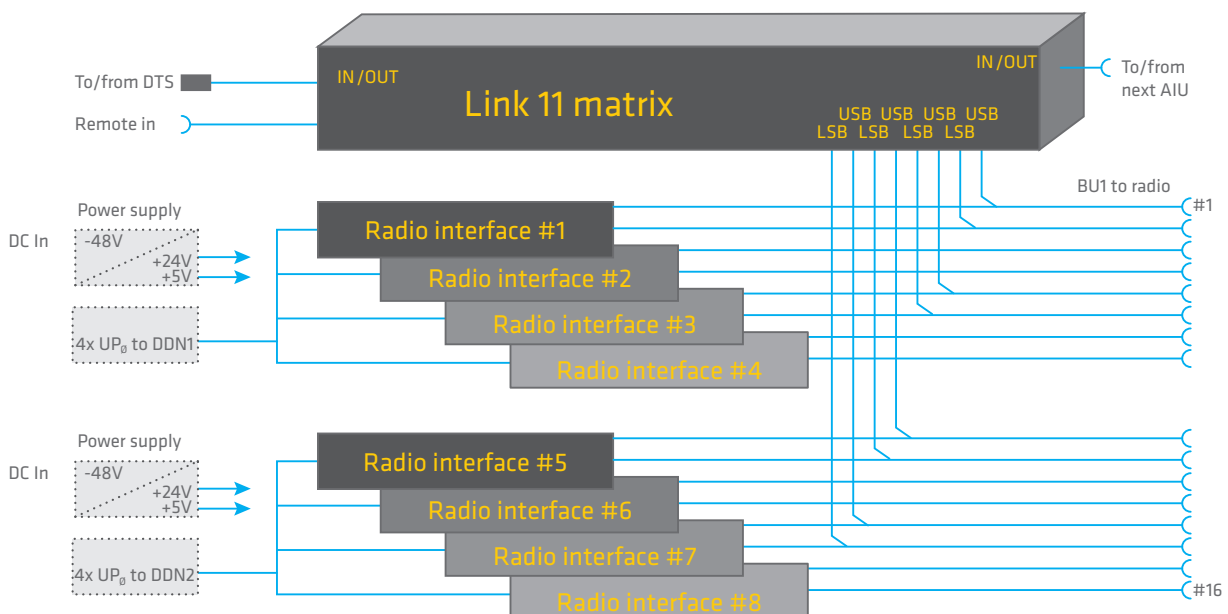 IN/OUT
To/from DTS
IN/OUT
To/from
next AIU
Link 11 matrix
Remote in
USB USB USB USB
LSB LSB LSB LSB
BU1 to radio
#1
Power supply
DC In
-48V
+24V
+5V
Radio interface #1
Radio interface #2
Radio interface #3
4x UPø to DDN1
Radio interface #4
Power supply
DC In
-48V
+24V
+5V
Radio interface #5
Radio interface #6
Radio interface #7
4x UPø to DDN2
Radio interface #8
#16